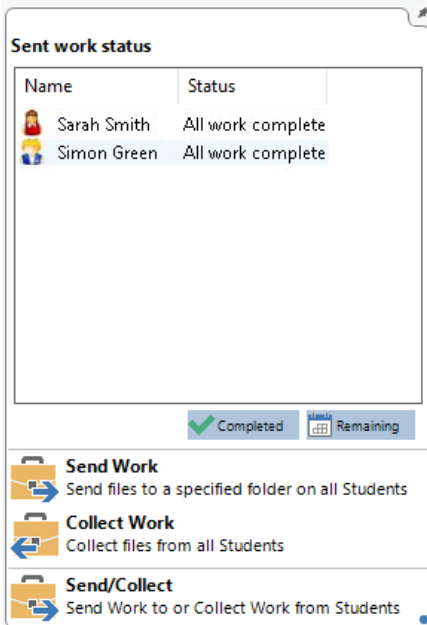 Sent work status
Name Status
Sarah Smith All work complete
Simon Green All work complete
Completed Remaining
Send Work
Send files to a specified folder on all Students
Collect Work
Collect files from all Students
Send/Collect
Send Work to or Collect Work from Students